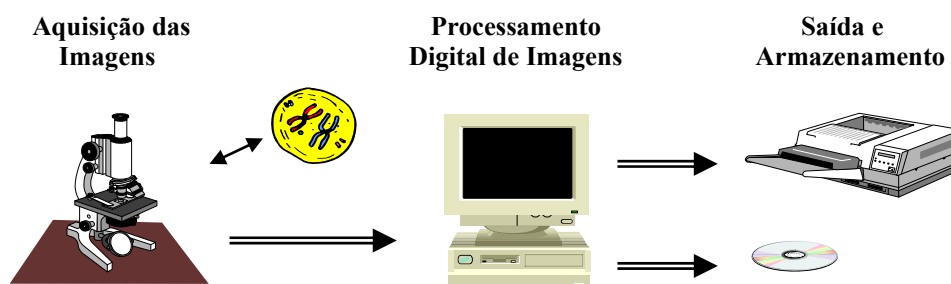 Aquisição das
Imagens
Processamento
Digital de Imagens
Saída e
Armazenamento